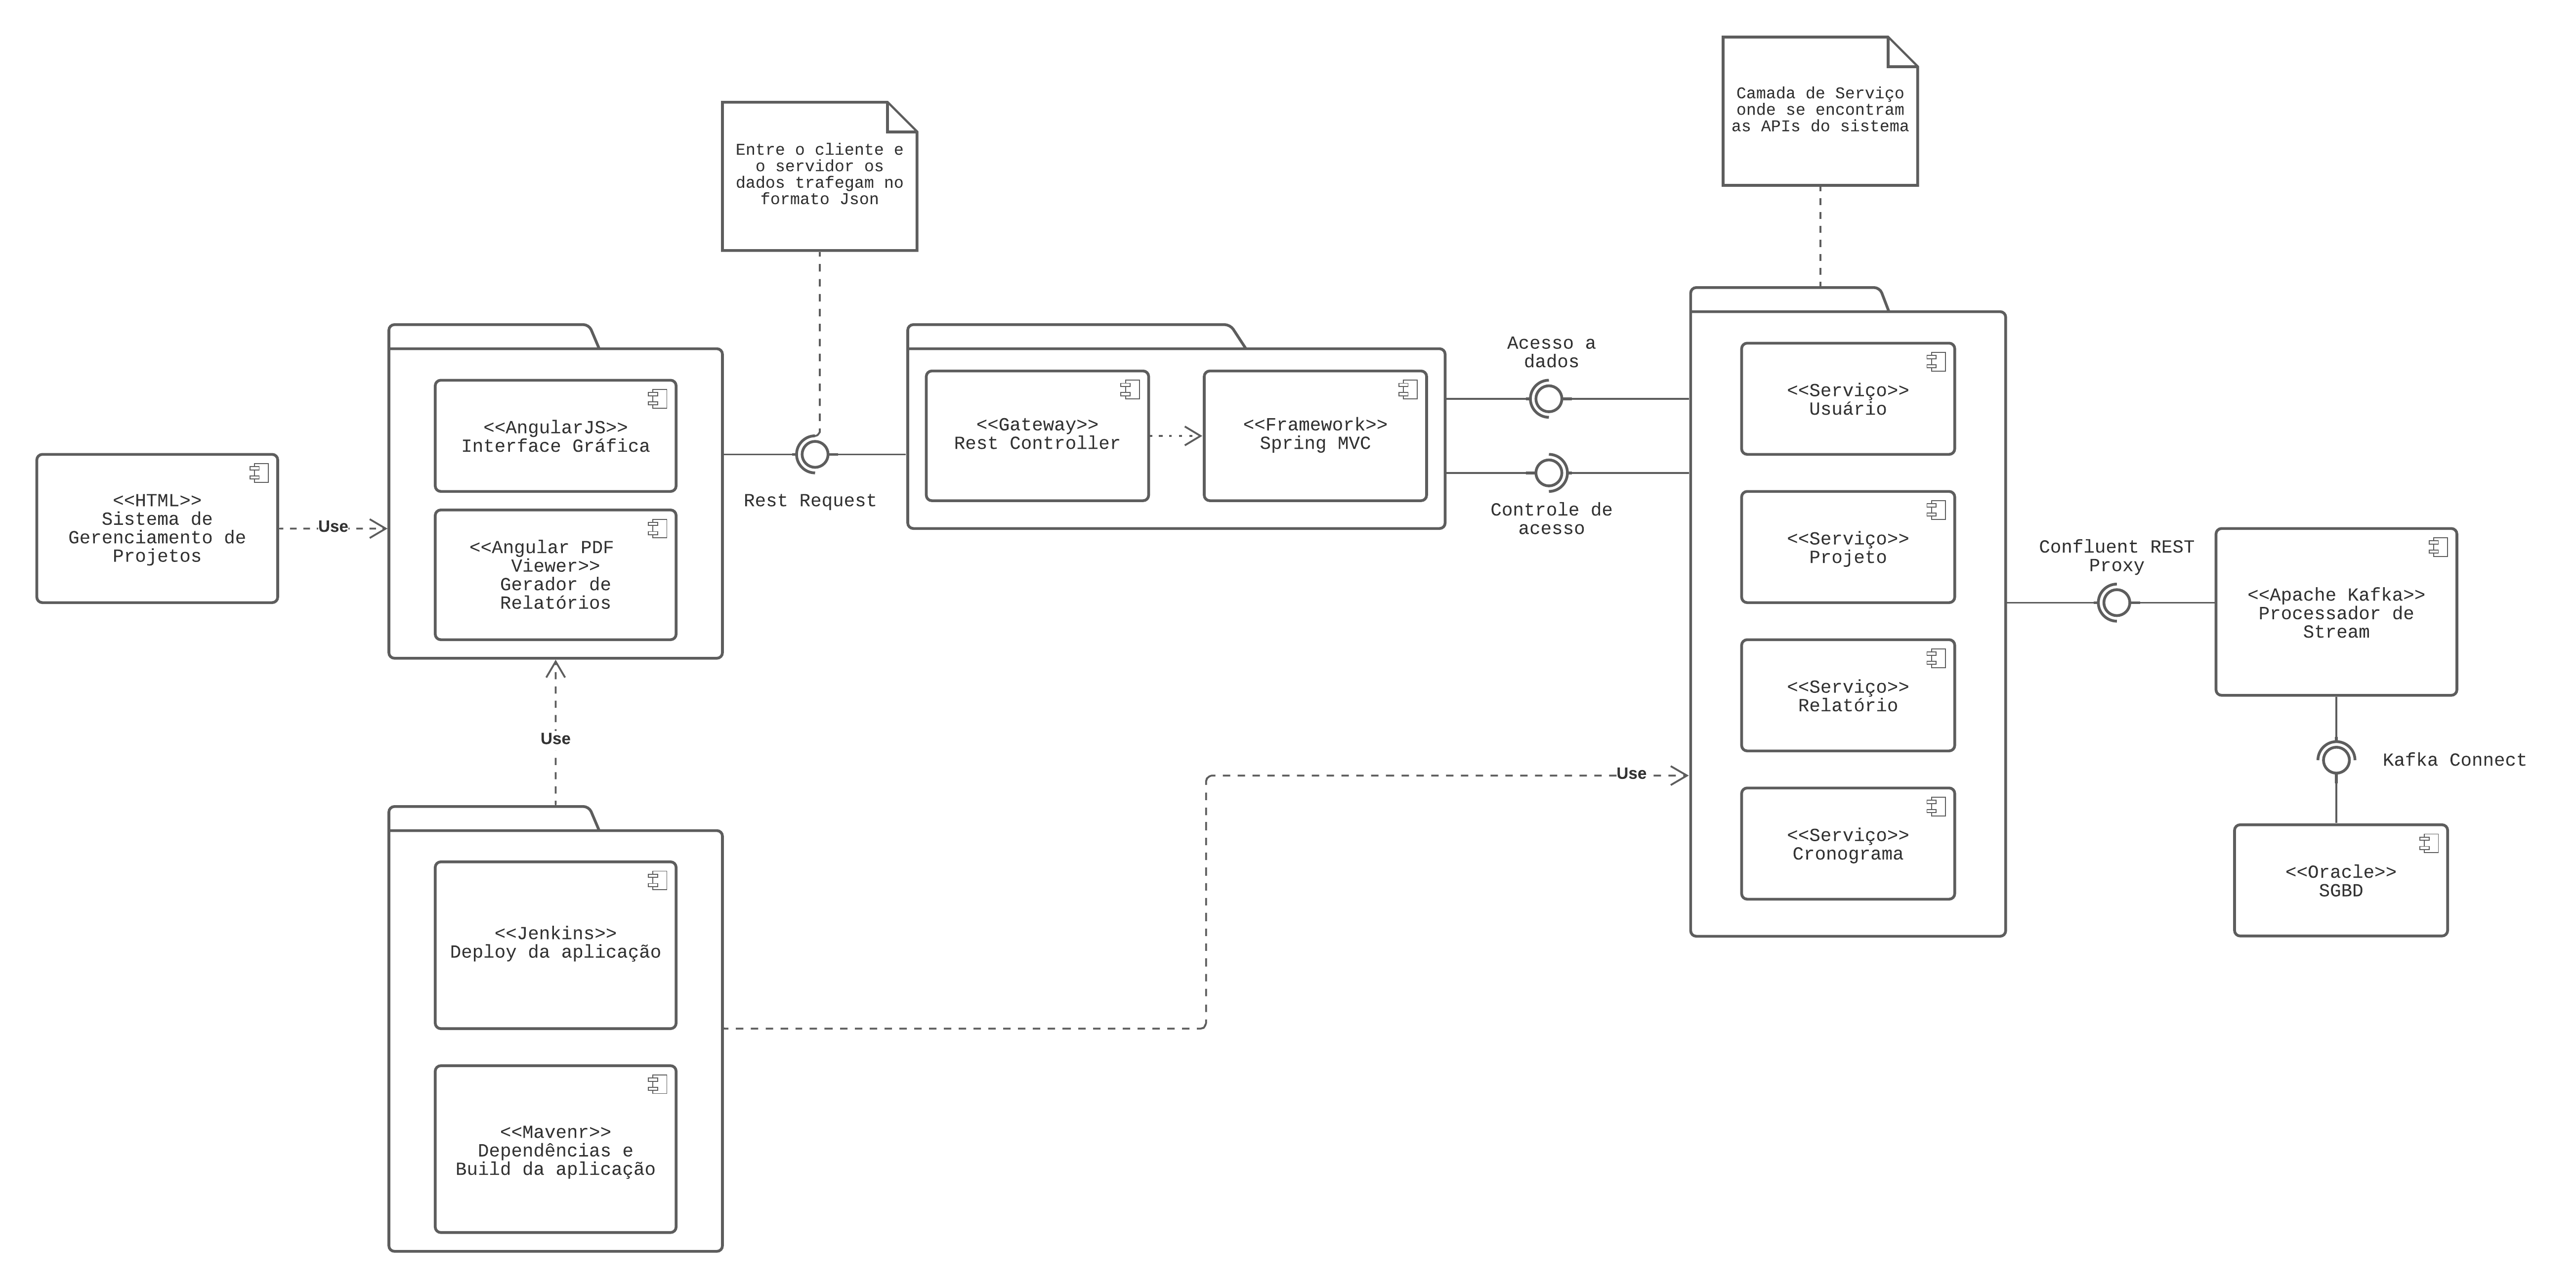 Camada de Serviço
onde se encontram
as APIs do sistema
Entre o cliente e
o servidor os
dados trafegam no
formato Json
<<HTML>>
Sistema de
Gerenciamento de
Projetos
Use
<<AngularJS>>
Interface Gráfica
<<Angular PDF
Viewer>>
Gerador de
Relatórios
Rest Request
<<Gateway>>
Rest Controller
<<Framework>>
Spring MVC
Acesso a
dados
Controle de
acesso
<<Serviço>>
Usuário
<<Serviço>>
Projeto
<<Serviço>>
Relatório
<<Serviço>>
Cronograma
Confluent REST
Proxy
<<Apache Kafka>>
Processador de
Stream
Kafka Connect
<<Oracle>>
SGBD
Use
Use
<<Jenkins>>
Deploy da aplicação
<<Mavenr>>
Dependências e
Build da aplicação